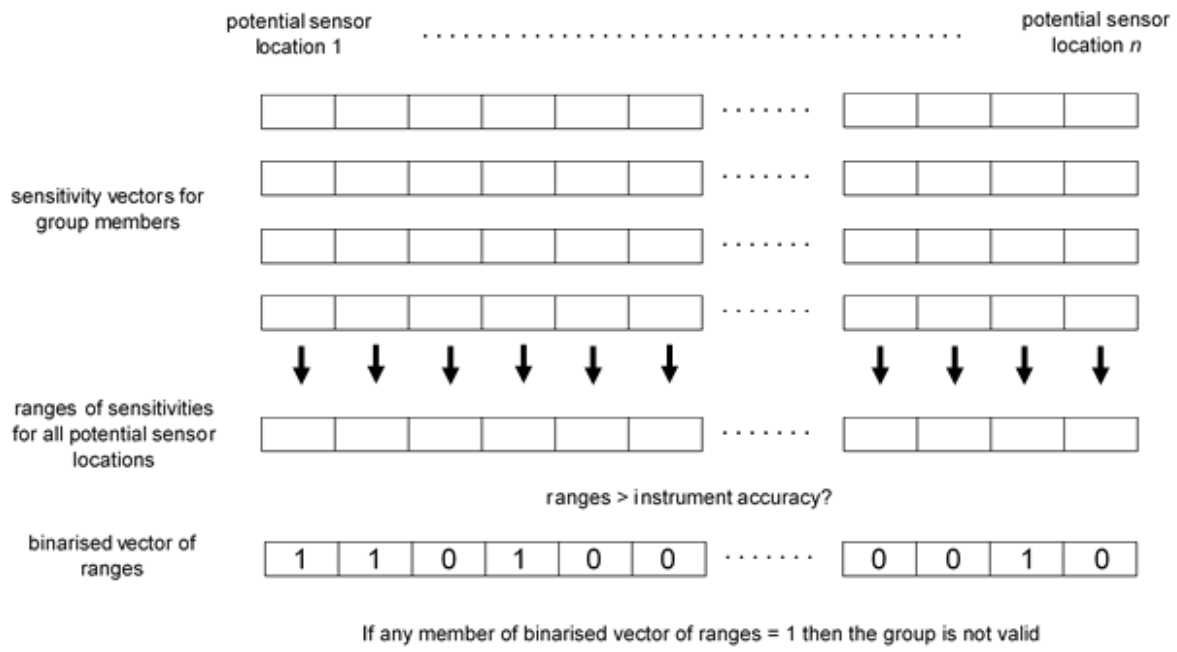 potential sensor
location 1
potential sensor
location n
sensitivity vectors for
group members
ranges of sensitivities
for all potential sensor
locations
ranges > instrument accuracy?
binarised vector of
ranges
1 1 0 1 0 0 0 0 1 0
If any member of binarised vector of ranges = 1 then the group is not valid